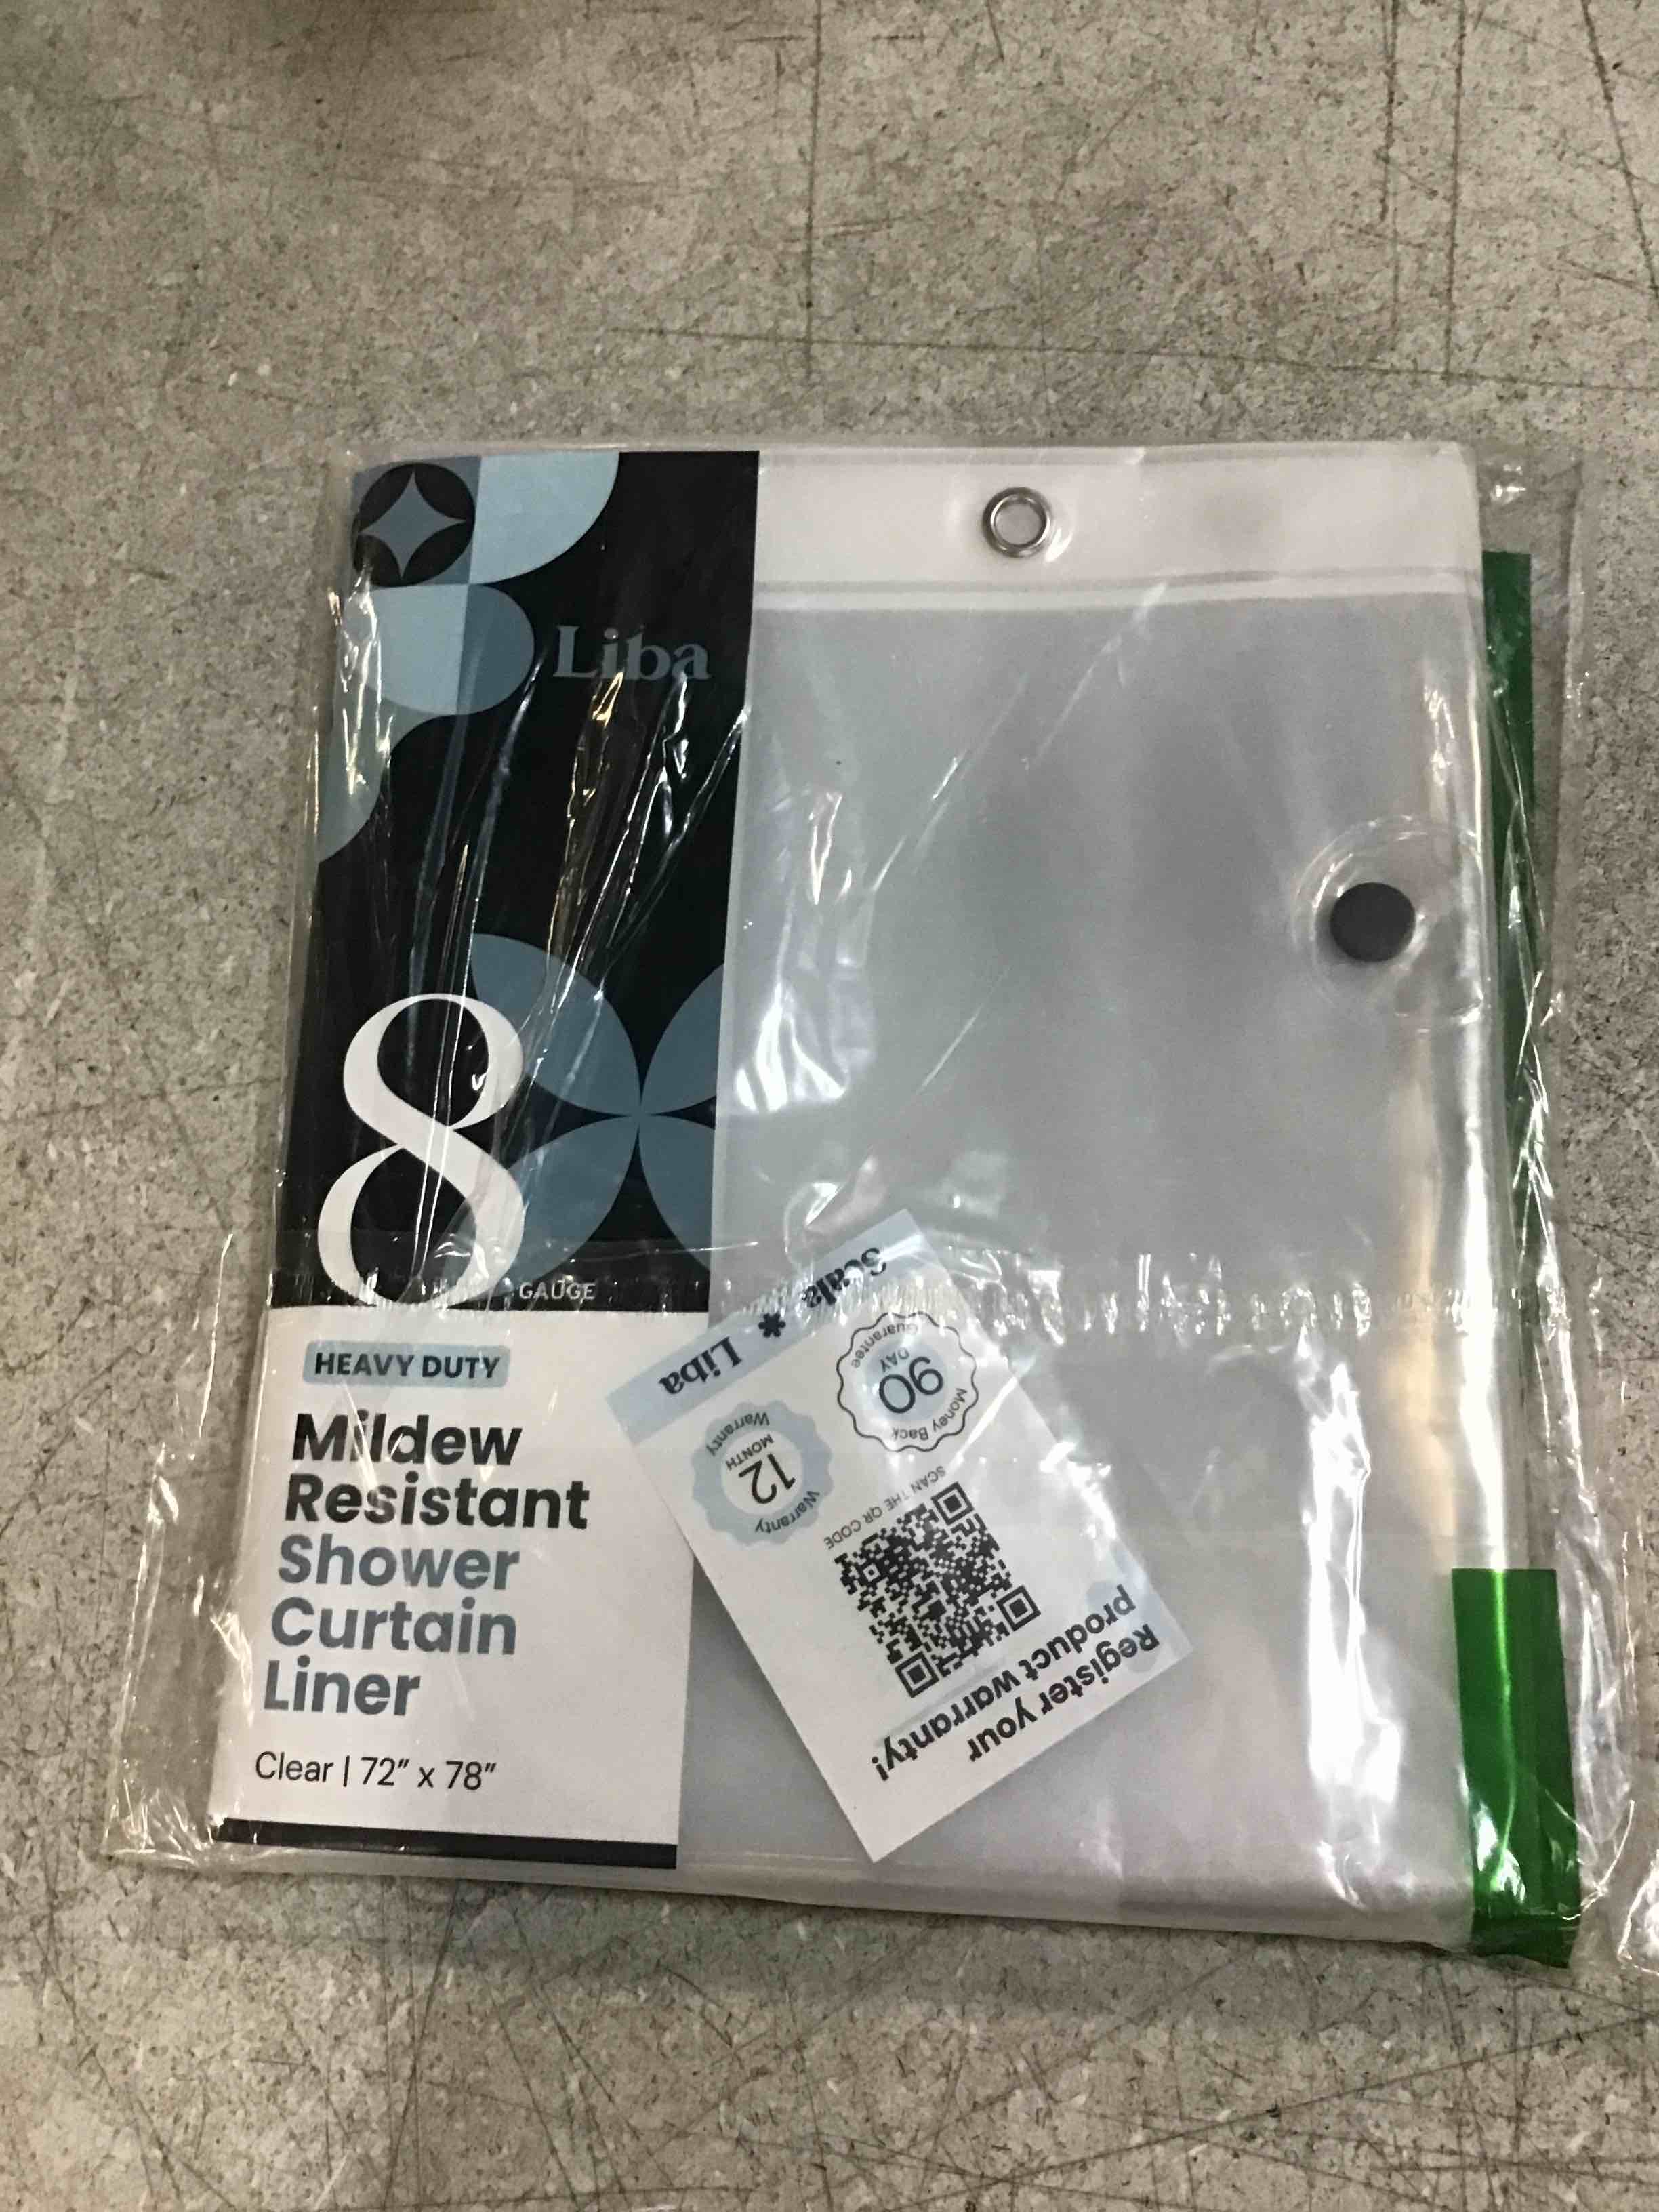 Liba
8
GAUGE
HEAVY DUTY
Mildew
Resistant
Shower
Curtain
Liner
Clear | 72" x 78"
Scala * Liba
90
DAY
Money Back
Guarantee
Warranty
12
MONTH
Warranty
SCAN THE QR CODE
Register your
product warranty!